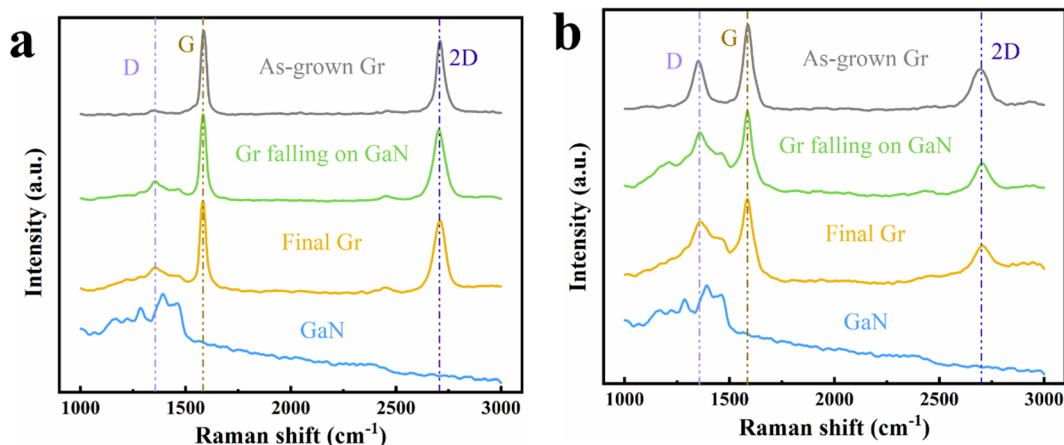 a
D
G
2D
As-grown Gr
Gr falling on GaN
Final Gr
GaN
Intensity (a.u.)
1000 1500 2000 2500 3000
Raman shift (cm⁻¹)
b
D
G
2D
As-grown Gr
Gr falling on GaN
Final Gr
GaN
Intensity (a.u.)
1000 1500 2000 2500 3000
Raman shift (cm⁻¹)